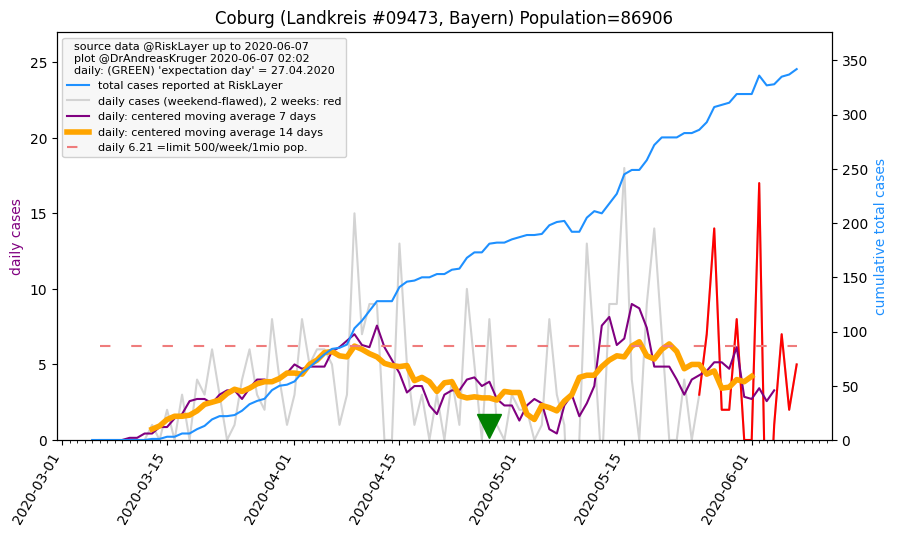 Coburg (Landkreis #09473, Bayern) Population=86906
source data @RiskLayer up to 2020-06-07
plot @DrAndreasKruger 2020-06-07 02:02
daily: (GREEN) 'expectation day' = 27.04.2020
total cases reported at RiskLayer
daily cases (weekend-flawed), 2 weeks: red
daily: centered moving average 7 days
daily: centered moving average 14 days
daily 6.21 =limit 500/week/1mio pop.
daily cases
25
20
15
10
5
0
cumulative total cases
350
300
250
200
150
100
50
0
2020-03-01
2020-03-15
2020-04-01
2020-04-15
2020-05-01
2020-05-15
2020-06-01